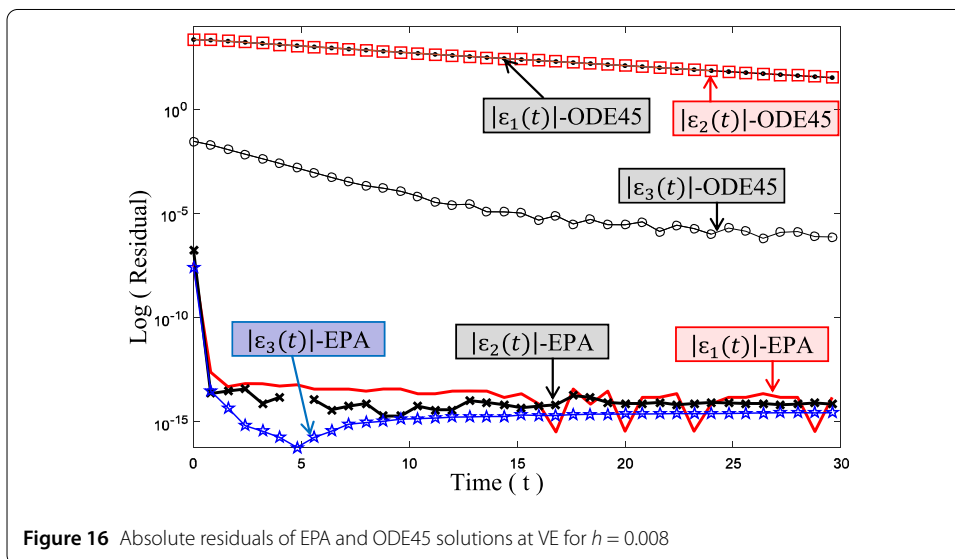 Log ( Residual)
10^0
10^-5
10^-10
10^-15
|ε₁(t)|-ODE45
|ε₂(t)|-ODE45
|ε₃(t)|-ODE45
|ε₃(t)|-EPA
|ε₂(t)|-EPA
|ε₁(t)|-EPA
0 5 10 15 20 25 30
Time ( t )
Figure 16 Absolute residuals of EPA and ODE45 solutions at VE for h = 0.008